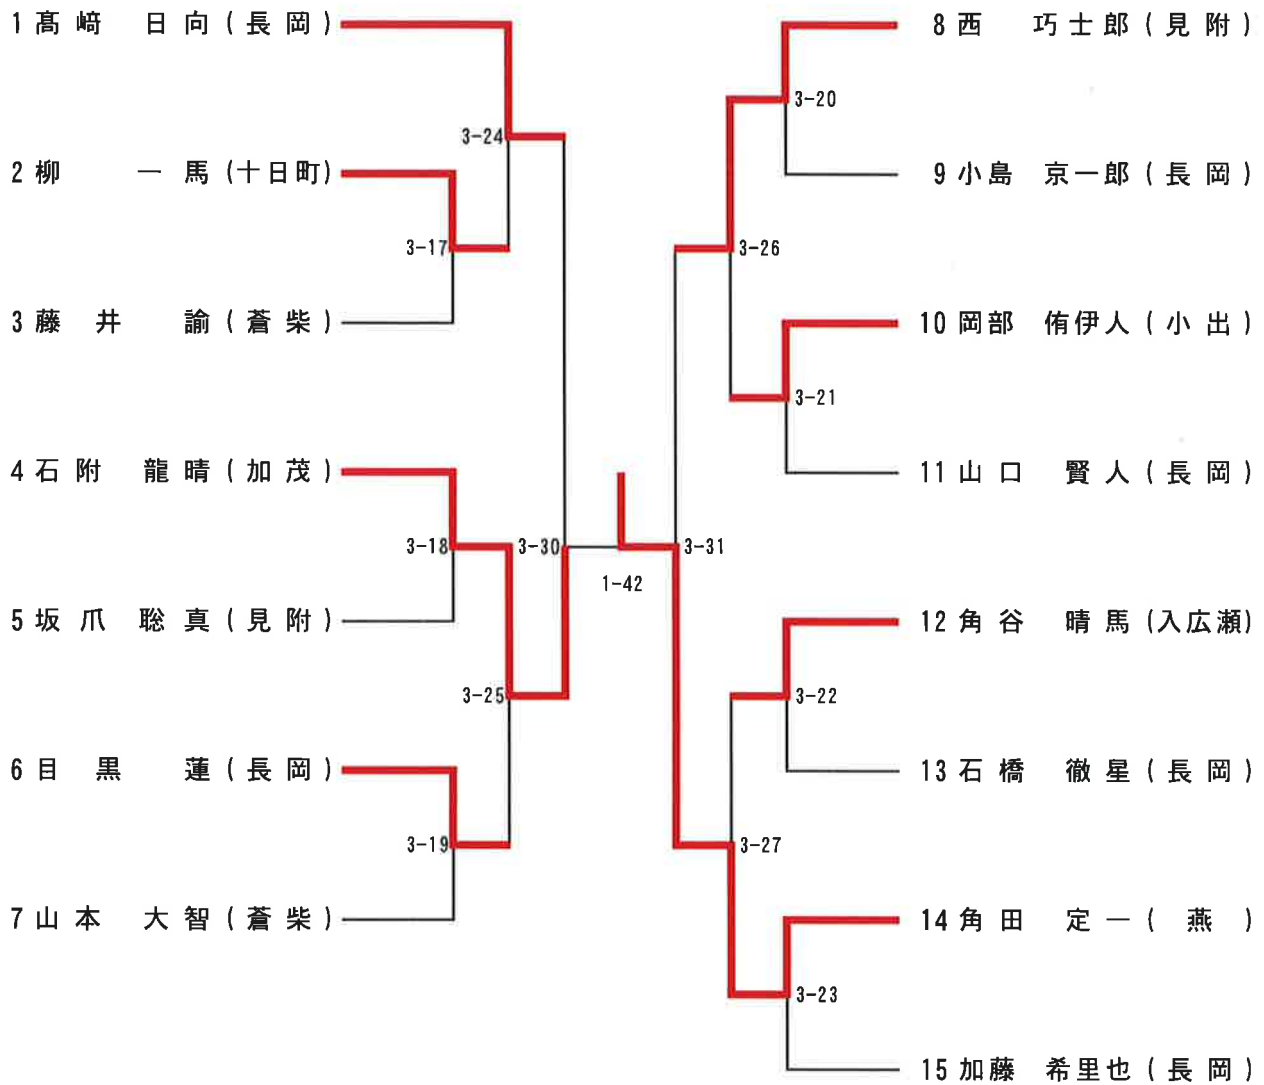 1 髙﨑 日向 (長岡)
3-24
2 柳 一馬 (十日町)
3-17
3 藤井 諭 (蒼柴)
4 石附 龍晴 (加茂)
3-18
3-30
5 坂爪 聡真 (見附)
3-25
6 目黒 蓮 (長岡)
3-19
7 山本 大智 (蒼柴)
1-42
8 西 巧士郎 (見附)
3-20
9 小島 京一郎 (長岡)
3-26
10 岡部 侑伊人 (小出)
3-21
11 山口 賢人 (長岡)
3-31
12 角谷 晴馬 (入広瀬)
3-22
13 石橋 徹星 (長岡)
3-27
14 角田 定一 (燕)
3-23
15 加藤 希里也 (長岡)